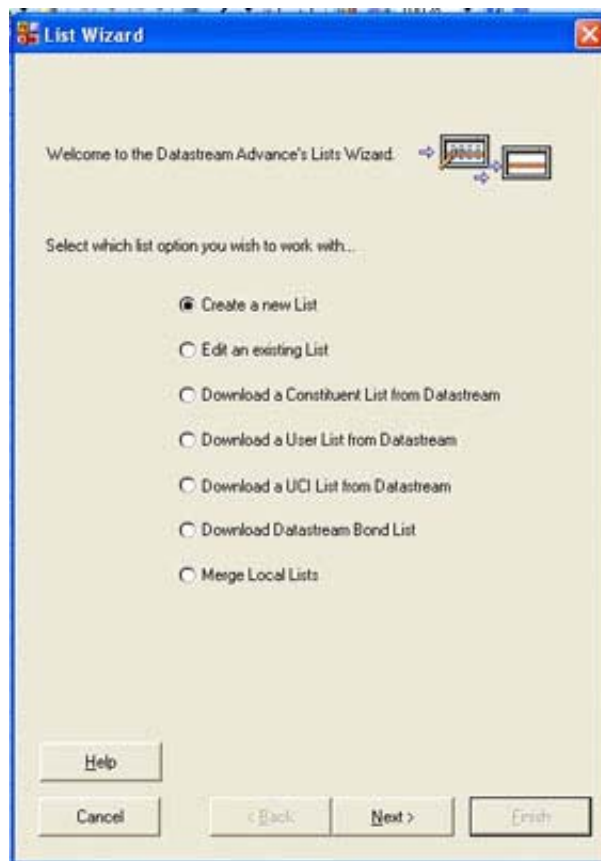 List Wizard
Welcome to the Datastream Advance's Lists Wizard.
Select which list option you wish to work with...
Create a new List
Edit an existing List
Download a Constituent List from Datastream
Download a User List from Datastream
Download a UCI List from Datastream
Download Datastream Bond List
Merge Local Lists
Help
Cancel
< Back
Next >
Finish